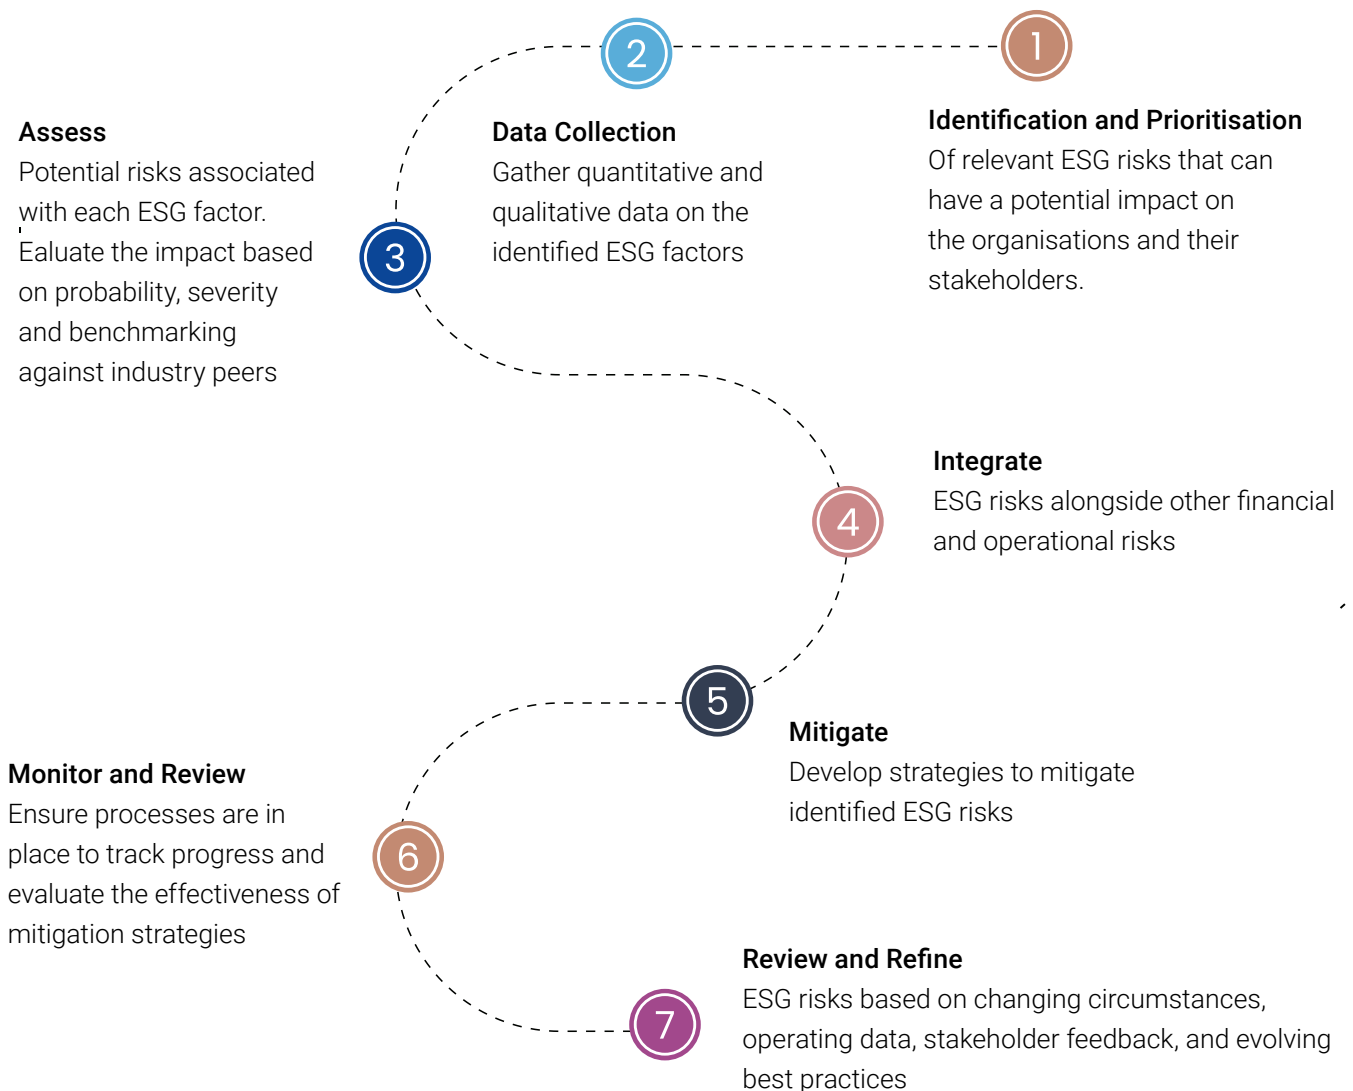 1
Identification and Prioritisation
Of relevant ESG risks that can
have a potential impact on
the organisations and their
stakeholders.
2
Data Collection
Gather quantitative and
qualitative data on the
identified ESG factors
3
Assess
Potential risks associated
with each ESG factor.
Ealuate the impact based
on probability, severity
and benchmarking
against industry peers
4
Integrate
ESG risks alongside other financial
and operational risks
5
Mitigate
Develop strategies to mitigate
identified ESG risks
6
Monitor and Review
Ensure processes are in
place to track progress and
evaluate the effectiveness of
mitigation strategies
7
Review and Refine
ESG risks based on changing circumstances,
operating data, stakeholder feedback, and evolving
best practices